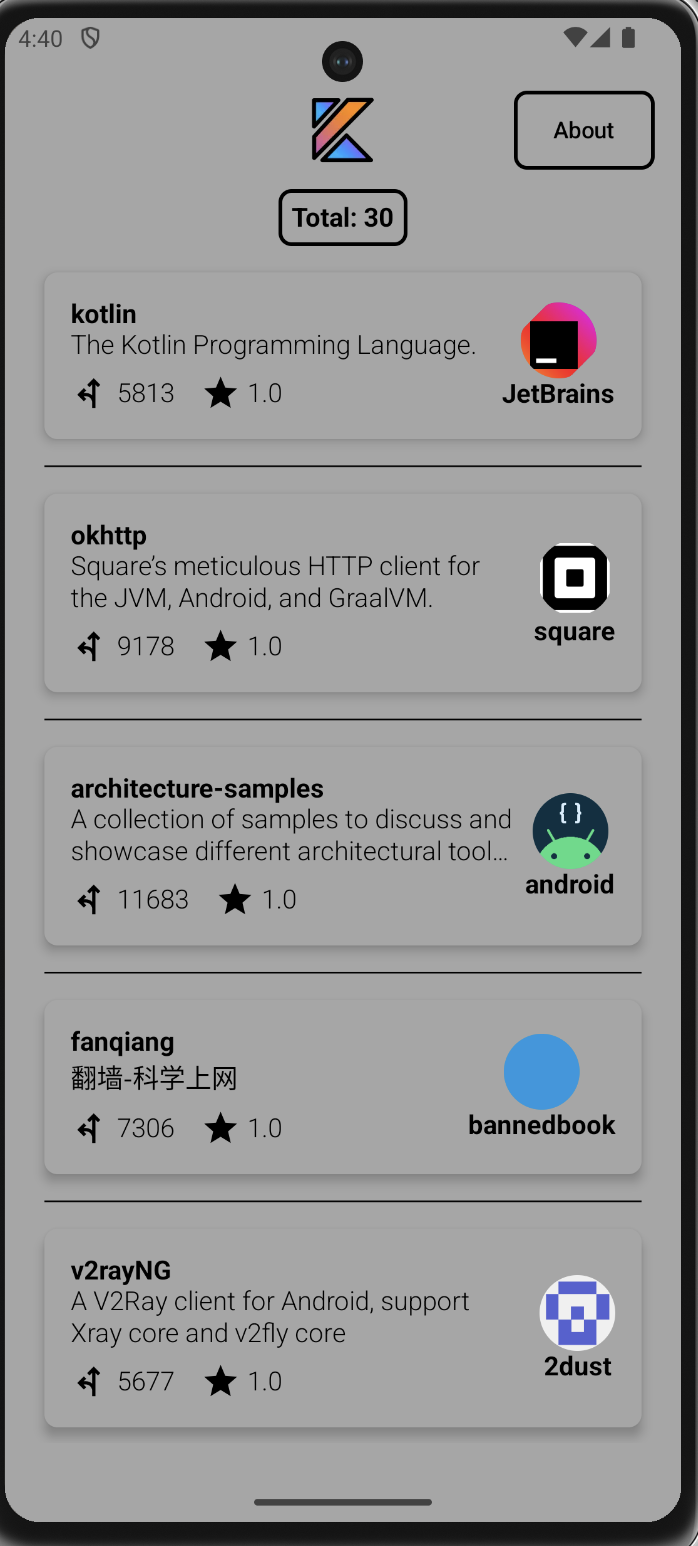 4:40
About
Total: 30
kotlin
The Kotlin Programming Language.
5813 1.0
JetBrains
okhttp
Square’s meticulous HTTP client for
the JVM, Android, and GraalVM.
9178 1.0
square
architecture-samples
A collection of samples to discuss and
showcase different architectural tool…
11683 1.0
android
fanqiang
翻墙-科学上网
7306 1.0
bannedbook
v2rayNG
A V2Ray client for Android, support
Xray core and v2fly core
5677 1.0
2dust